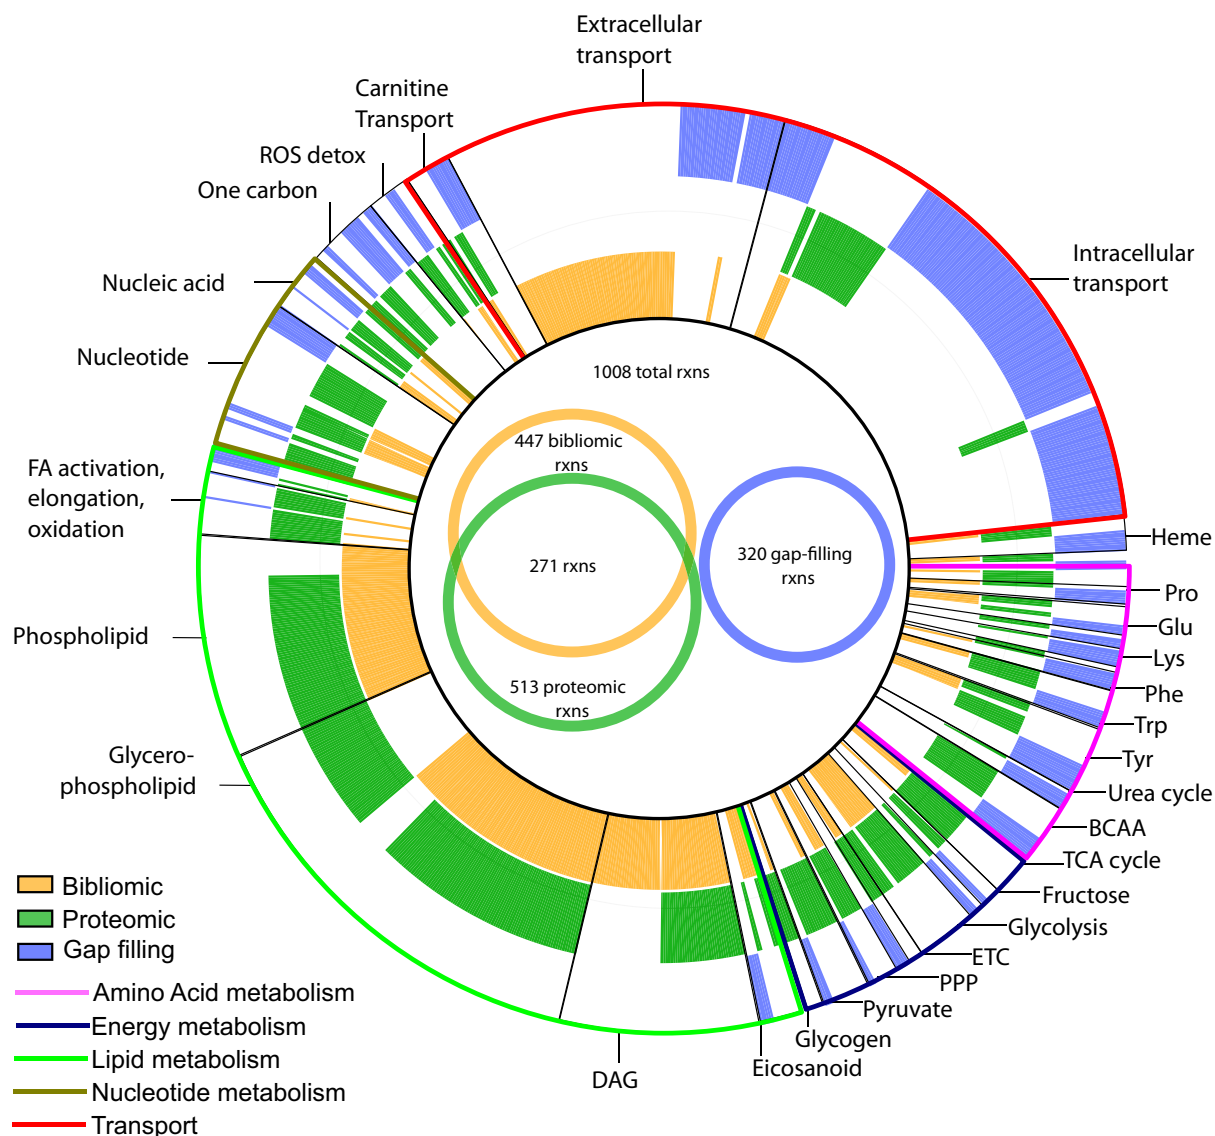 Extracellular
transport
Carnitine
Transport
ROS detox
One carbon
Nucleic acid
Nucleotide
FA activation,
elongation,
oxidation
Phospholipid
Glycero-
phospholipid
Intracellular
transport
Heme
Pro
Glu
Lys
Phe
Trp
Tyr
Urea cycle
BCAA
TCA cycle
Fructose
Glycolysis
ETC
PPP
Pyruvate
Glycogen
Eicosanoid
DAG
1008 total rxns
447 bibliomic
rxns
271 rxns
320 gap-filling
rxns
513 proteomic
rxns
Bibliomic
Proteomic
Gap filling
Amino Acid metabolism
Energy metabolism
Lipid metabolism
Nucleotide metabolism
Transport